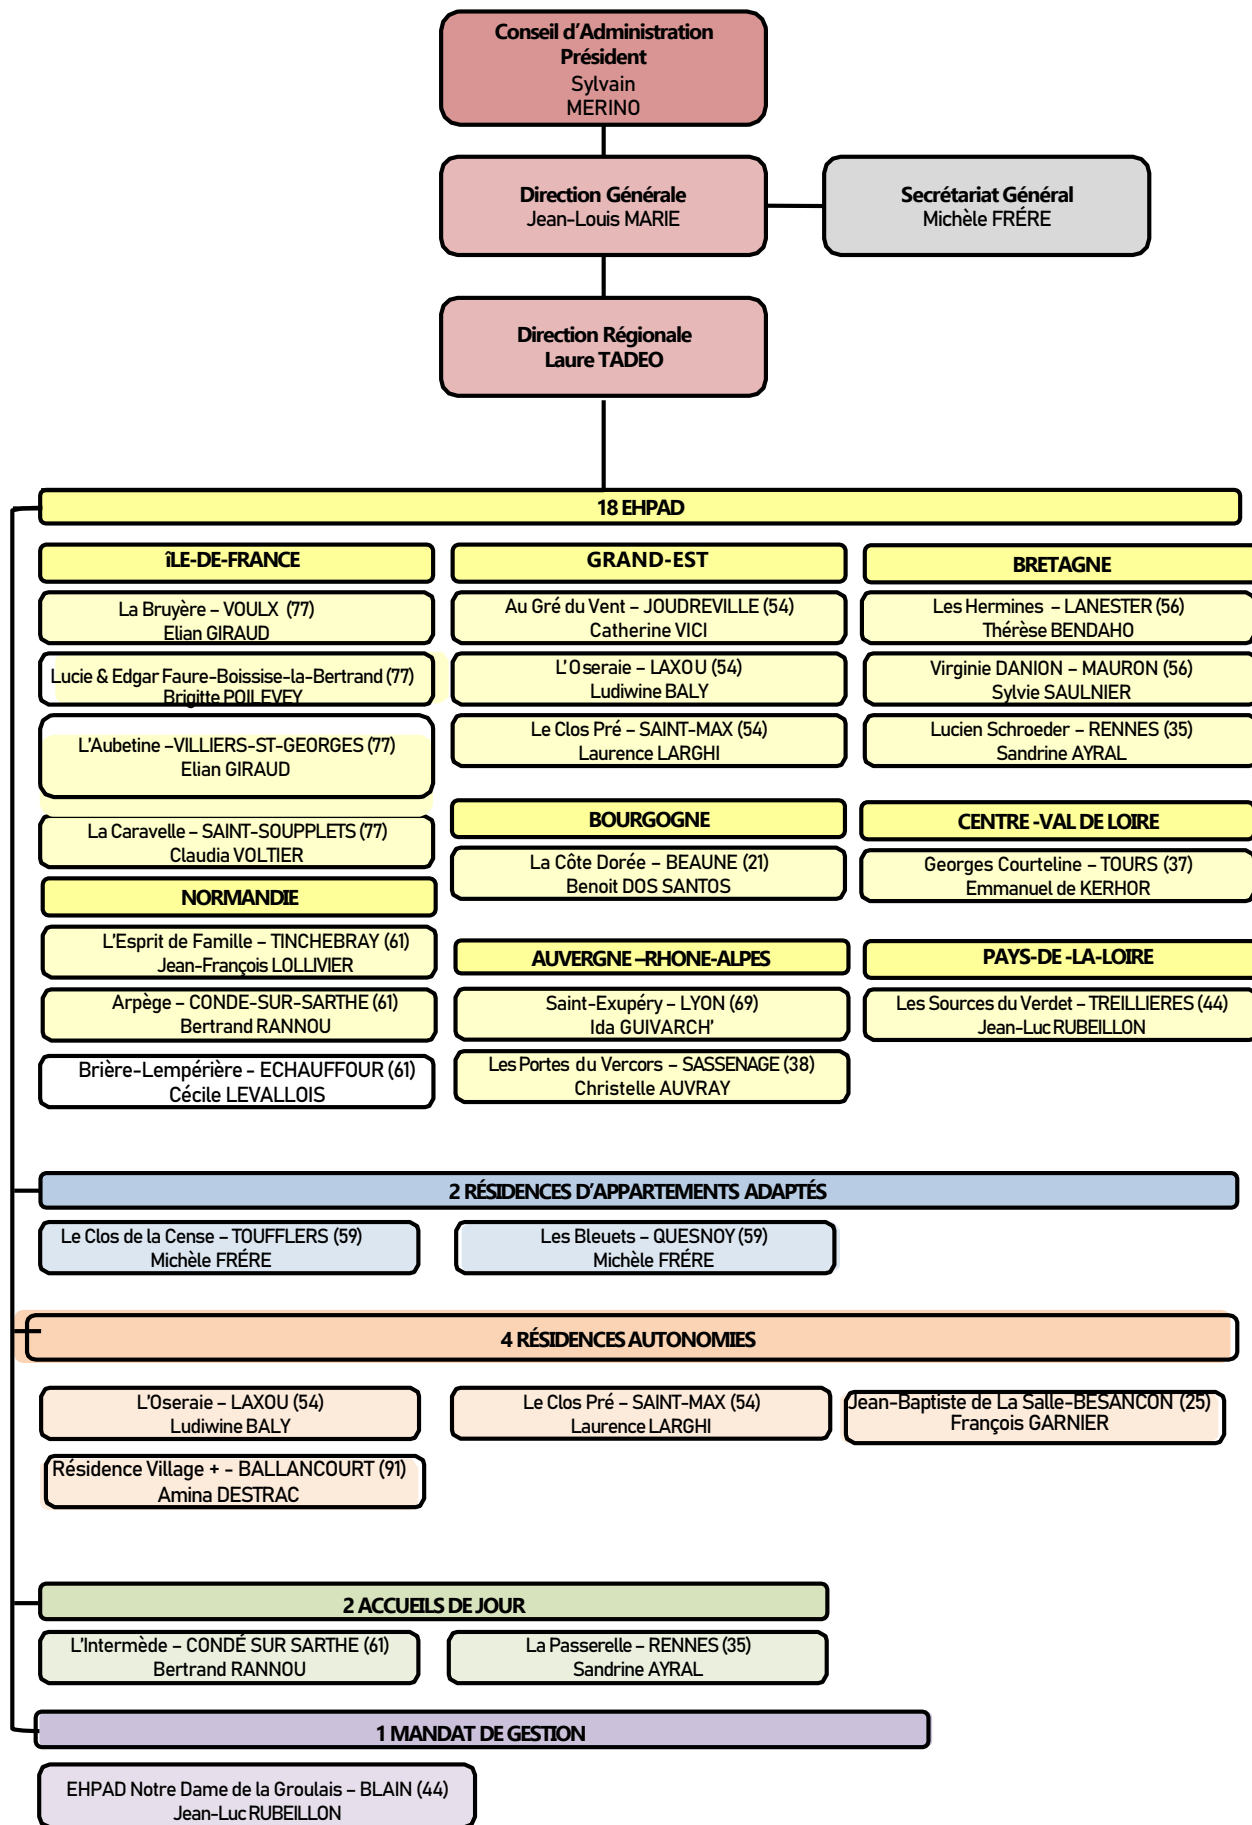 Conseil d'Administration
Président
Sylvain
MERINO
Direction Générale
Jean-Louis MARIE
Secrétariat Général
Michèle FRÉRE
Direction Régionale
Laure TADEO
18 EHPAD
îLE-DE-FRANCE
La Bruyère – VOULX (77)
Elian GIRAUD
Lucie & Edgar Faure-Boissise-la-Bertrand (77)
Brigitte POILEVEY
L'Aubetine –VILLIERS-ST-GEORGES (77)
Elian GIRAUD
La Caravelle – SAINT-SOUPPLETS (77)
Claudia VOLTIER
NORMANDIE
L'Esprit de Famille – TINCHEBRAY (61)
Jean-François LOLLIVIER
Arpège – CONDE-SUR-SARTHE (61)
Bertrand RANNOU
Brière-Lempérière - ECHAUFFOUR (61)
Cécile LEVALLOIS
GRAND-EST
Au Gré du Vent – JOUDREVILLE (54)
Catherine VICI
L'Oseraie – LAXOU (54)
Ludiwine BALY
Le Clos Pré – SAINT-MAX (54)
Laurence LARGHI
BOURGOGNE
La Côte Dorée – BEAUNE (21)
Benoit DOS SANTOS
AUVERGNE –RHONE-ALPES
Saint-Exupéry – LYON (69)
Ida GUIVARCH'
Les Portes du Vercors – SASSENAGE (38)
Christelle AUVRAY
BRETAGNE
Les Hermines – LANESTER (56)
Thérèse BENDAHO
Virginie DANION – MAURON (56)
Sylvie SAULNIER
Lucien Schroeder – RENNES (35)
Sandrine AYRAL
CENTRE -VAL DE LOIRE
Georges Courteline – TOURS (37)
Emmanuel de KERHOR
PAYS-DE -LA-LOIRE
Les Sources du Verdet – TREILLIERES (44)
Jean-Luc RUBEILLON
2 RÉSIDENCES D'APPARTEMENTS ADAPTÉS
Le Clos de la Cense – TOUFFLERS (59)
Michèle FRÉRE
Les Bleuets – QUESNOY (59)
Michèle FRÉRE
4 RÉSIDENCES AUTONOMIES
L'Oseraie – LAXOU (54)
Ludiwine BALY
Le Clos Pré – SAINT-MAX (54)
Laurence LARGHI
Jean-Baptiste de La Salle-BESANCON (25)
François GARNIER
Résidence Village + - BALLANCOURT (91)
Amina DESTRAC
2 ACCUEILS DE JOUR
L'Intermède – CONDÉ SUR SARTHE (61)
Bertrand RANNOU
La Passerelle – RENNES (35)
Sandrine AYRAL
1 MANDAT DE GESTION
EHPAD Notre Dame de la Groulais – BLAIN (44)
Jean-Luc RUBEILLON